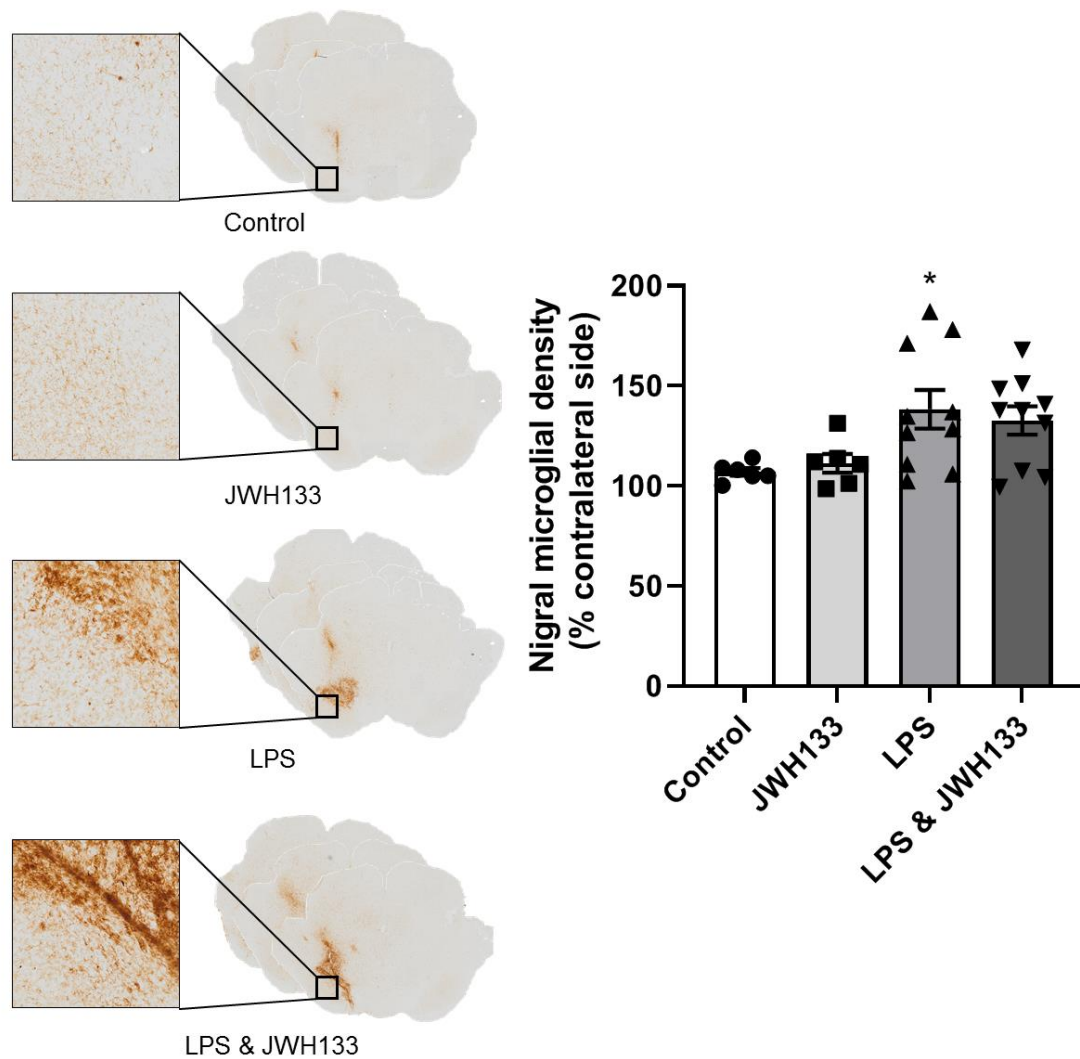 Control
JWH133
LPS
LPS & JWH133
Nigral microglial density
(% contralateral side)
200
150
100
50
0
*
Control
JWH133
LPS
LPS & JWH133